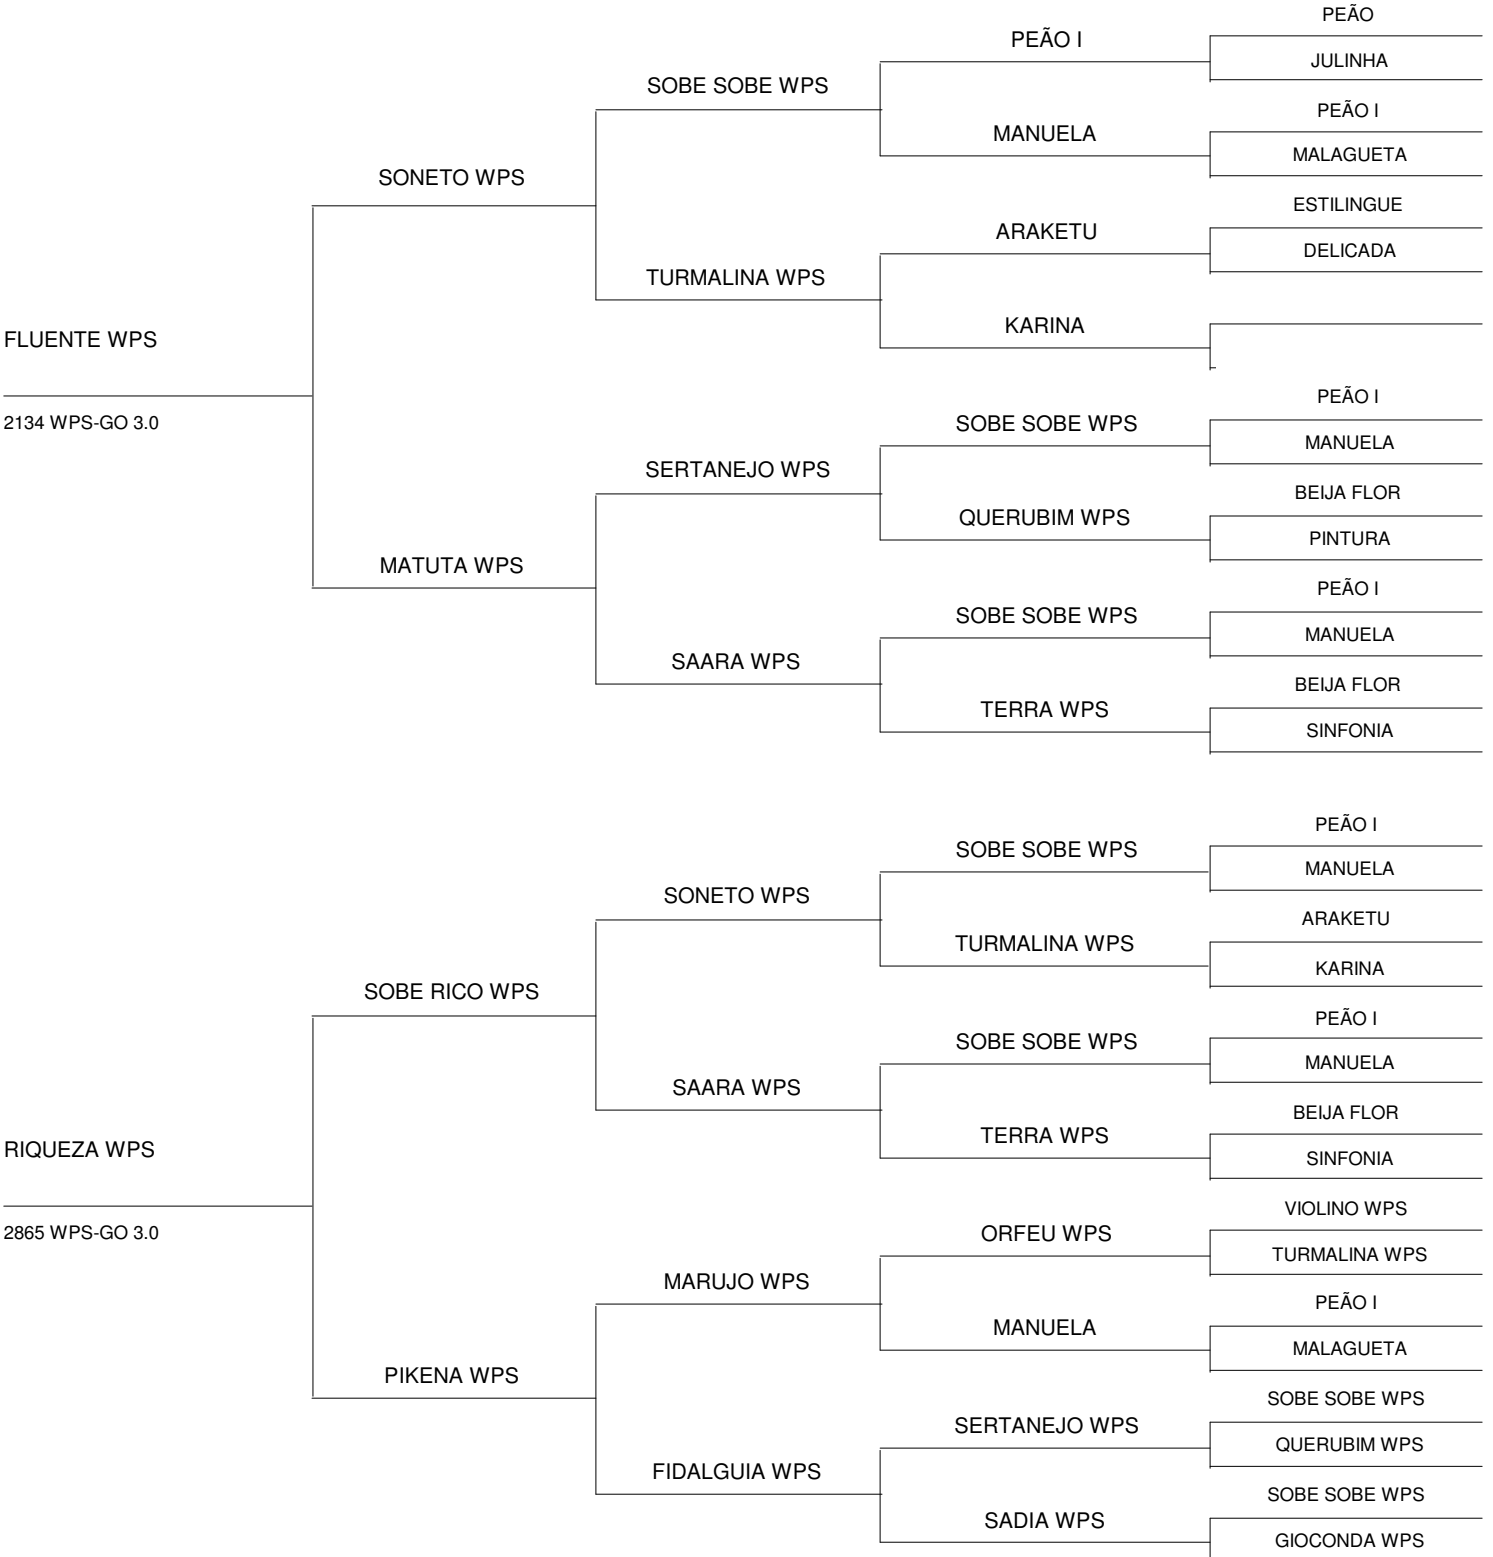 PEÃO
PEÃO I
JULINHA
SOBE SOBE WPS
PEÃO I
MANUELA
MALAGUETA
SONETO WPS
ESTILINGUE
ARAKETU
DELICADA
TURMALINA WPS
KARINA
FLUENTE WPS
2134 WPS-GO 3.0
PEÃO I
SOBE SOBE WPS
MANUELA
SERTANEJO WPS
BEIJA FLOR
QUERUBIM WPS
PINTURA
MATUTA WPS
PEÃO I
SOBE SOBE WPS
MANUELA
SAARA WPS
BEIJA FLOR
TERRA WPS
SINFONIA
PEÃO I
SOBE SOBE WPS
MANUELA
SONETO WPS
ARAKETU
TURMALINA WPS
KARINA
SOBE RICO WPS
PEÃO I
SOBE SOBE WPS
MANUELA
SAARA WPS
BEIJA FLOR
TERRA WPS
SINFONIA
RIQUEZA WPS
2865 WPS-GO 3.0
VIOLINO WPS
ORFEU WPS
TURMALINA WPS
MARUJO WPS
PEÃO I
MANUELA
MALAGUETA
PIKENA WPS
SOBE SOBE WPS
SERTANEJO WPS
QUERUBIM WPS
FIDALGUIA WPS
SOBE SOBE WPS
SADIA WPS
GIOCONDA WPS